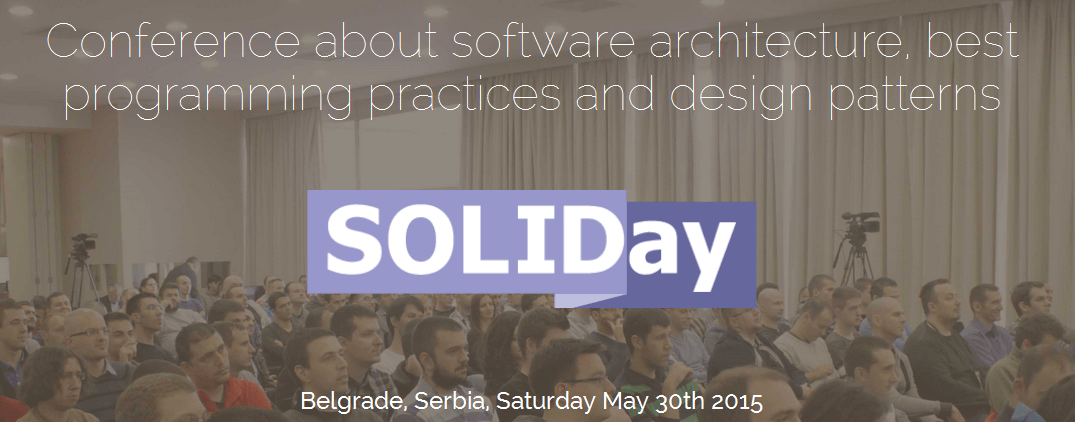 Conference about software architecture, best
programming practices and design patterns
SOLIDay
Belgrade, Serbia, Saturday May 30th 2015